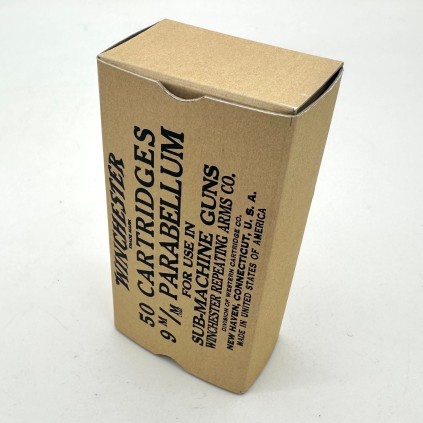 WINCHESTER
TRADE MARK
50 CARTRIDGES
9 M/M PARABELLUM
FOR USE IN
SUB-MACHINE GUNS
WINCHESTER REPEATING ARMS CO.
DIVISION OF WESTERN CARTRIDGE CO.
NEW HAVEN, CONNECTICUT, U. S. A.
MADE IN UNITED STATES OF AMERICA